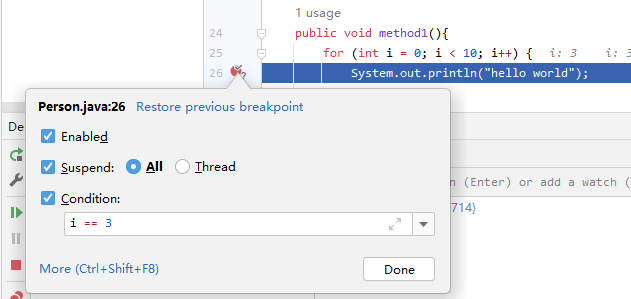 1 usage
24 public void method1(){
25 for (int i = 0; i < 10; i++) { i: 3 i: 3
26 System.out.println("hello world");
Person.java:26 Restore previous breakpoint
De
Enabled
Suspend: All Thread
Condition:
n (Enter) or add a watch (
i == 3
714}
More (Ctrl+Shift+F8) Done